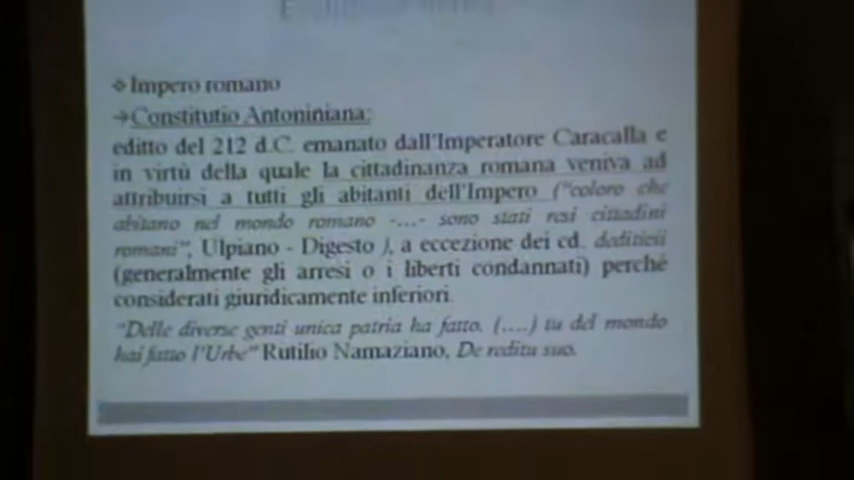 ❖ Impero romano
→Constitutio Antoniniana:
editto del 212 d.C. emanato dall'Imperatore Caracalla e
in virtù della quale la cittadinanza romana veniva ad
attribuirsi a tutti gli abitanti dell'Impero ("coloro che
abitano nel mondo romano -...- sono stati resi cittadini
romani", Ulpiano - Digesto ), a eccezione dei cd. dediticii
(generalmente gli arresi o i liberti condannati) perché
considerati giuridicamente inferiori.
"Delle diverse genti unica patria ha fatto. (....) tu del mondo
hai fatto l'Urbe" Rutilio Namaziano, De reditu suo.